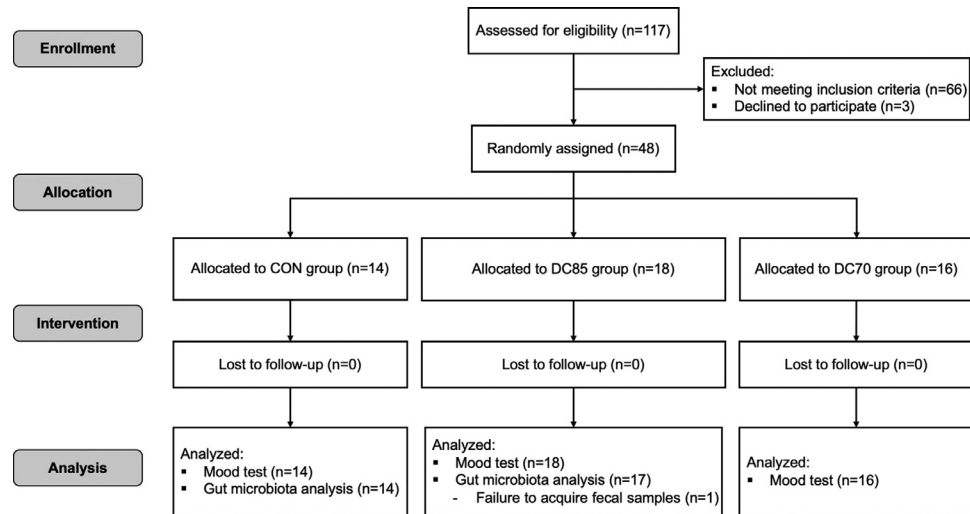 Assessed for eligibility (n=117)
Enrollment
Excluded:
▪ Not meeting inclusion criteria (n=66)
▪ Declined to participate (n=3)
Randomly assigned (n=48)
Allocation
Allocated to CON group (n=14)
Allocated to DC85 group (n=18)
Allocated to DC70 group (n=16)
Intervention
Lost to follow-up (n=0)
Lost to follow-up (n=0)
Lost to follow-up (n=0)
Analysis
Analyzed:
▪ Mood test (n=14)
▪ Gut microbiota analysis (n=14)
Analyzed:
▪ Mood test (n=18)
▪ Gut microbiota analysis (n=17)
- Failure to acquire fecal samples (n=1)
Analyzed:
▪ Mood test (n=16)